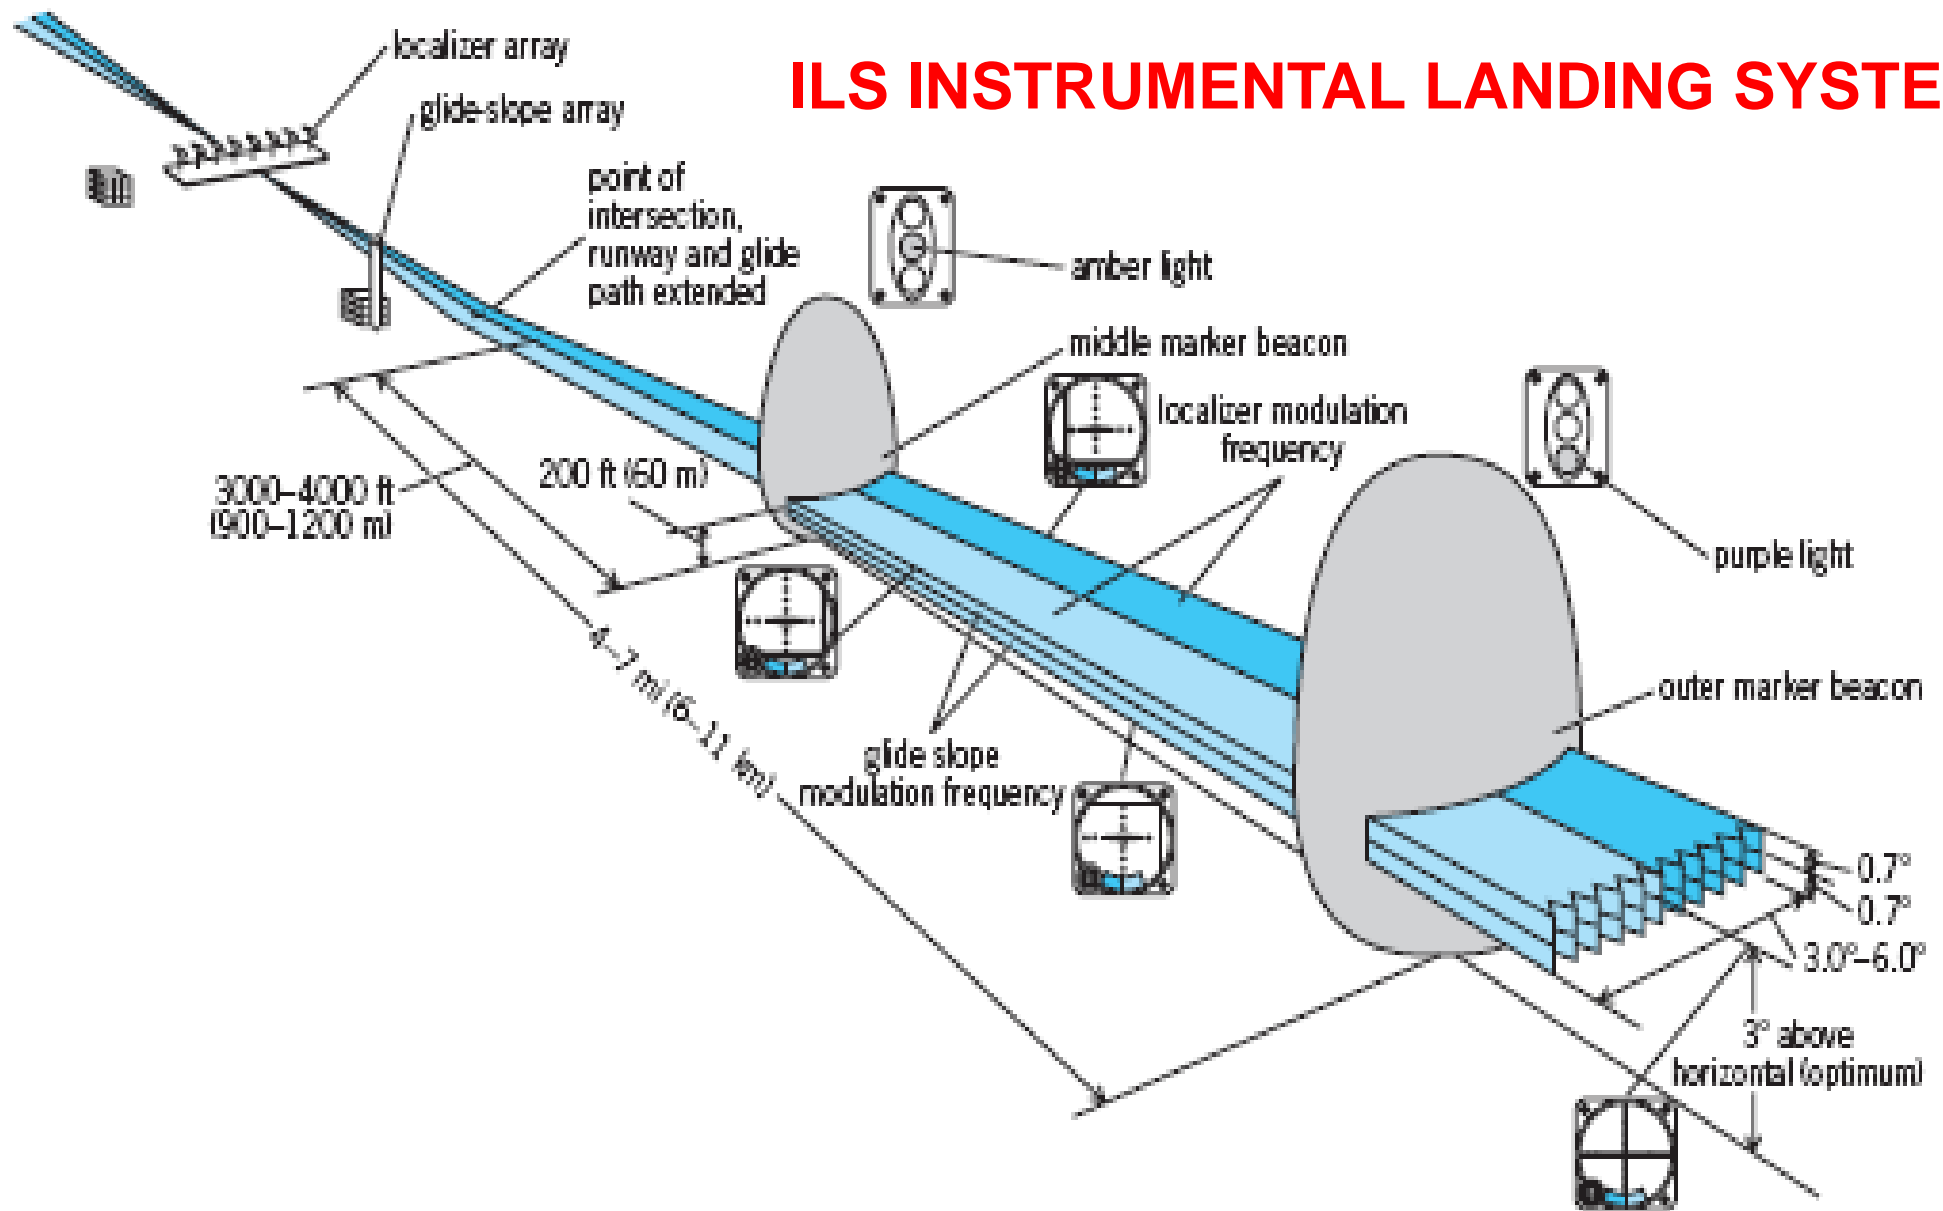 ILS INSTRUMENTAL LANDING SYSTE
localizer array
glide-slope array
point of
intersection,
runway and glide
path extended
amber light
middle marker beacon
localizer modulation
frequency
3000–4000 ft
(900–1200 m)
200 ft (60 m)
purple light
4–7 mi (6–11 km)
outer marker beacon
glide slope
modulation frequency
0.7°
0.7°
3.0°–6.0°
3° above
horizontal (optimum)